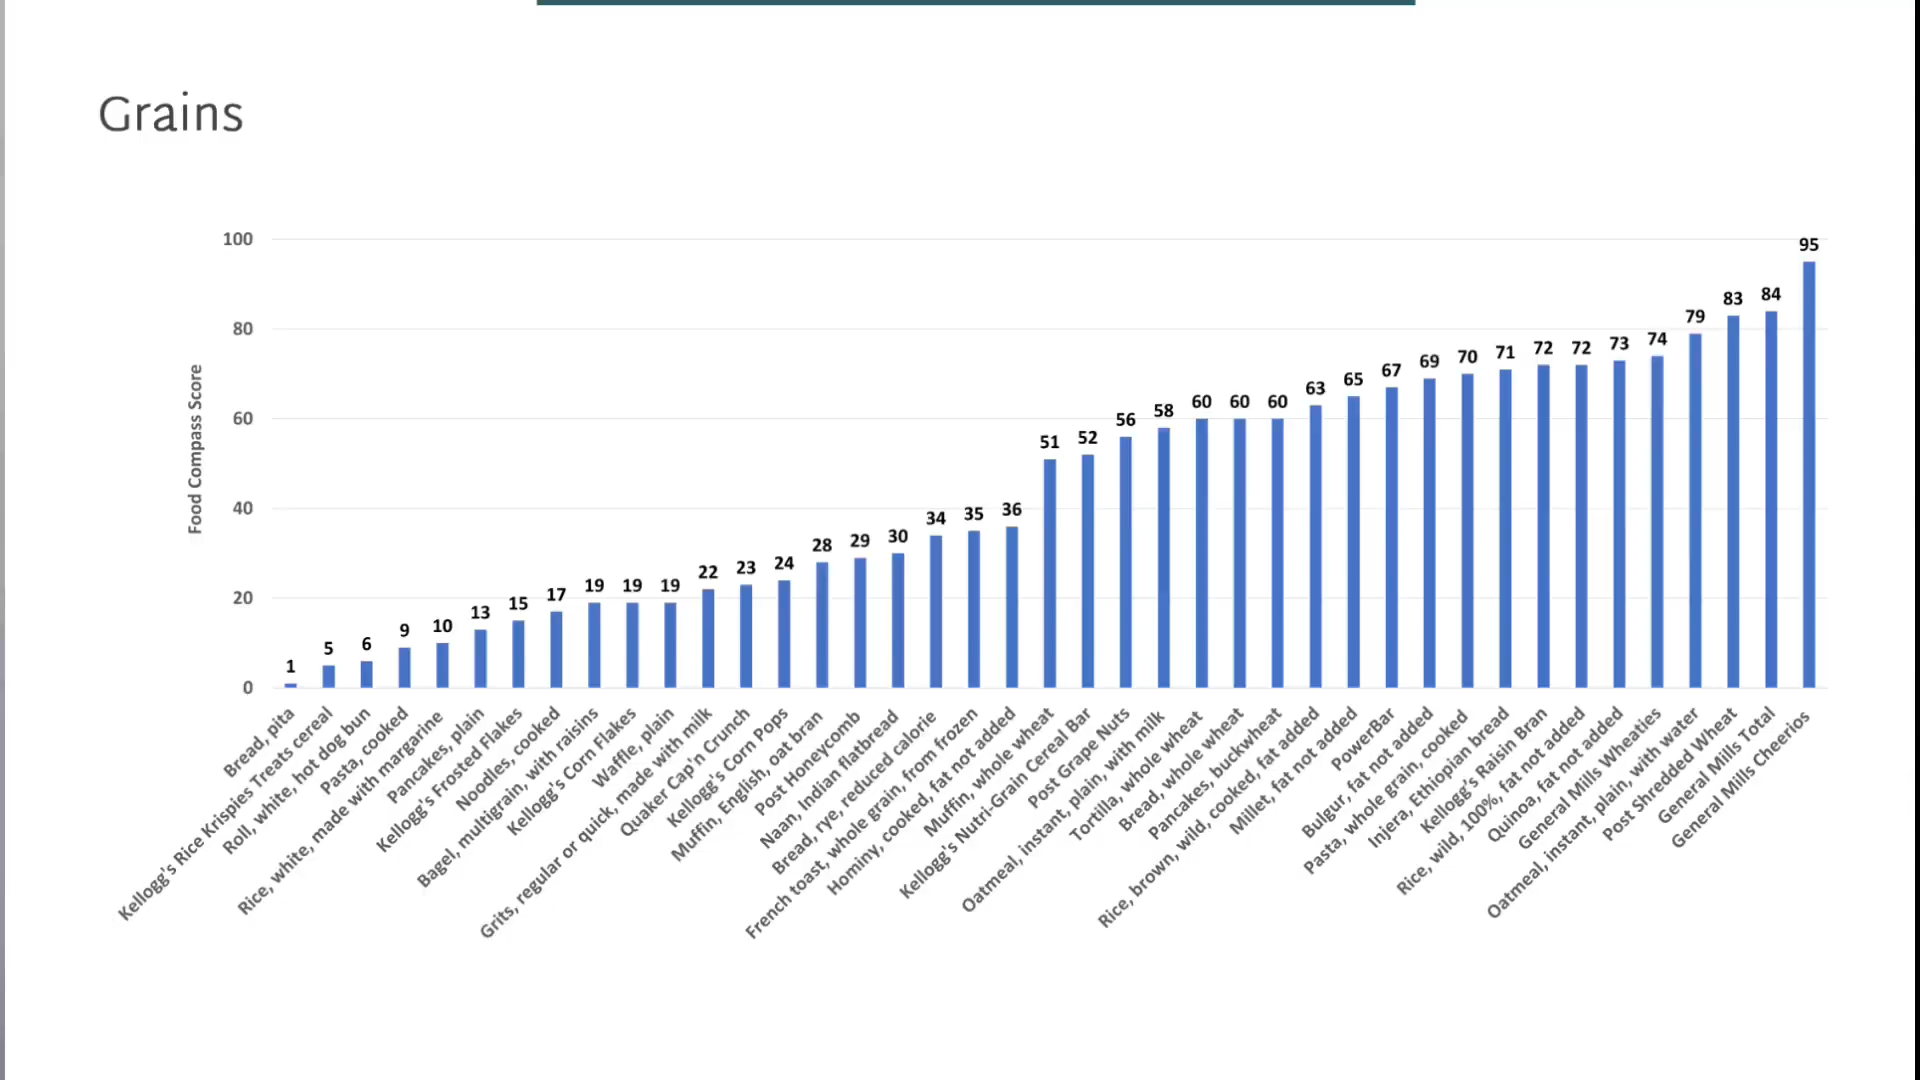 Grains
Food Compass Score
100
80
60
40
20
0
1
5
6
9
10
13
15
17
19
19
19
22
23
24
28
29
30
34
35
36
51
52
56
58
60
60
60
63
65
67
69
70
71
72
72
73
74
79
83
84
95
Bread, pita
Kellogg's Rice Krispies Treats cereal
Roll, white, hot dog bun
Pasta, cooked
Rice, white, made with margarine
Pancakes, plain
Kellogg's Frosted Flakes
Noodles, cooked
Bagel, multigrain, with raisins
Kellogg's Corn Flakes
Waffle, plain
Grits, regular or quick, made with milk
Quaker Cap'n Crunch
Kellogg's Corn Pops
Muffin, English, oat bran
Post Honeycomb
Naan, Indian flatbread
Bread, rye, reduced calorie
French toast, whole grain, from frozen
Hominy, cooked, fat not added
Muffin, whole wheat
Kellogg's Nutri-Grain Cereal Bar
Post Grape Nuts
Oatmeal, instant, plain, with milk
Tortilla, whole wheat
Bread, whole wheat
Pancakes, buckwheat
Rice, brown, wild, cooked, fat added
Millet, fat not added
PowerBar
Bulgur, fat not added
Pasta, whole grain, cooked
Injera, Ethiopian bread
Kellogg's Raisin Bran
Rice, wild, 100%, fat not added
Quinoa, fat not added
General Mills Wheaties
Oatmeal, instant, plain, with water
Post Shredded Wheat
General Mills Total
General Mills Cheerios